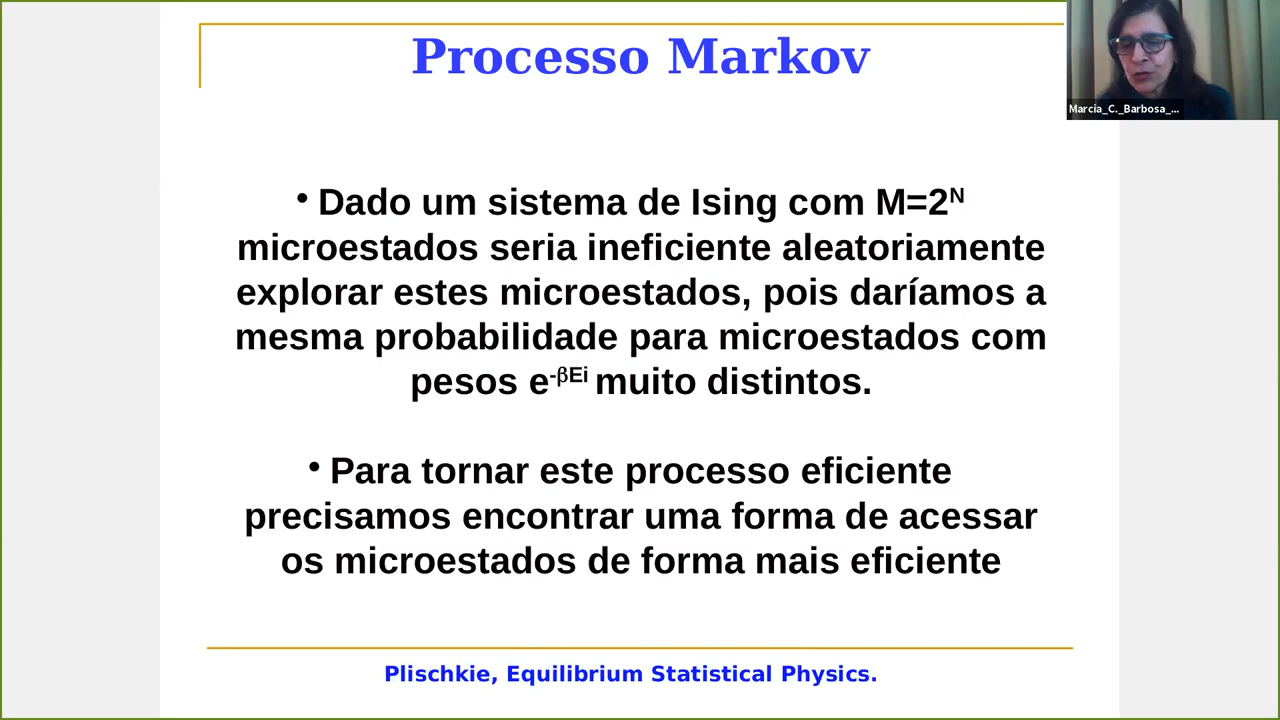 Processo Markov
Marcia_C._Barbosa_...
• Dado um sistema de Ising com M=2^N
microestados seria ineficiente aleatoriamente
explorar estes microestados, pois daríamos a
mesma probabilidade para microestados com
pesos e^-βEi muito distintos.
• Para tornar este processo eficiente
precisamos encontrar uma forma de acessar
os microestados de forma mais eficiente
Plischkie, Equilibrium Statistical Physics.